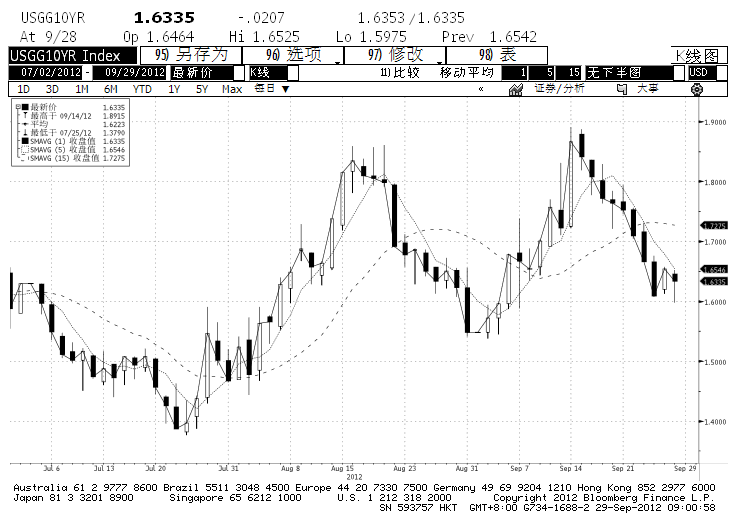 USGG10YR 1.6335 -.0207 1.6353 / 1.6335
At 9/28 Op 1.6464 Hi 1.6525 Lo 1.5975 Prev 1.6542
USGG10YR Index 95) 另存为 96) 选项 97) 修改 98) 表 K线图
07/02/2012 - 09/29/2012 最新价 K线 11) 比较 移动平均 1 5 15 无下半图 USD
1D 3D 1M 6M YTD 1Y 5Y Max 每日 ▼ « 证券/分析 大事
最新价 1.6335
最高于 09/14/12 1.8915
平均 1.6223
最低于 07/25/12 1.3790
SMAVG (1) 收盘值 1.6335
SMAVG (5) 收盘值 1.6546
SMAVG (15) 收盘值 1.7275
1.9000
1.8000
1.7275
1.7000
1.6546
1.6335
1.6000
1.5000
1.4000
Jul 6 Jul 13 Jul 20 Jul 31 Aug 8 Aug 15 Aug 23 Aug 31 Sep 7 Sep 14 Sep 21 Sep 29
2012
Australia 61 2 9777 8600 Brazil 5511 3048 4500 Europe 44 20 7330 7500 Germany 49 69 9204 1210 Hong Kong 852 2977 6000
Japan 81 3 3201 8900 Singapore 65 6212 1000 U.S. 1 212 318 2000 Copyright 2012 Bloomberg Finance L.P.
SN 593757 HKT GMT+8:00 G734-1688-2 29-Sep-2012 09:00:58